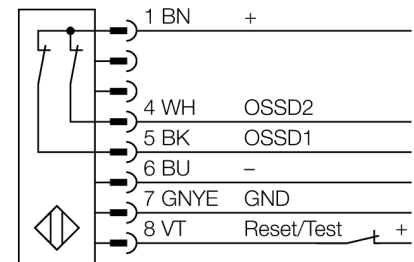 1 BN +
4 WH OSSD2
5 BK OSSD1
6 BU –
7 GNYE GND
8 VT Reset/Test +